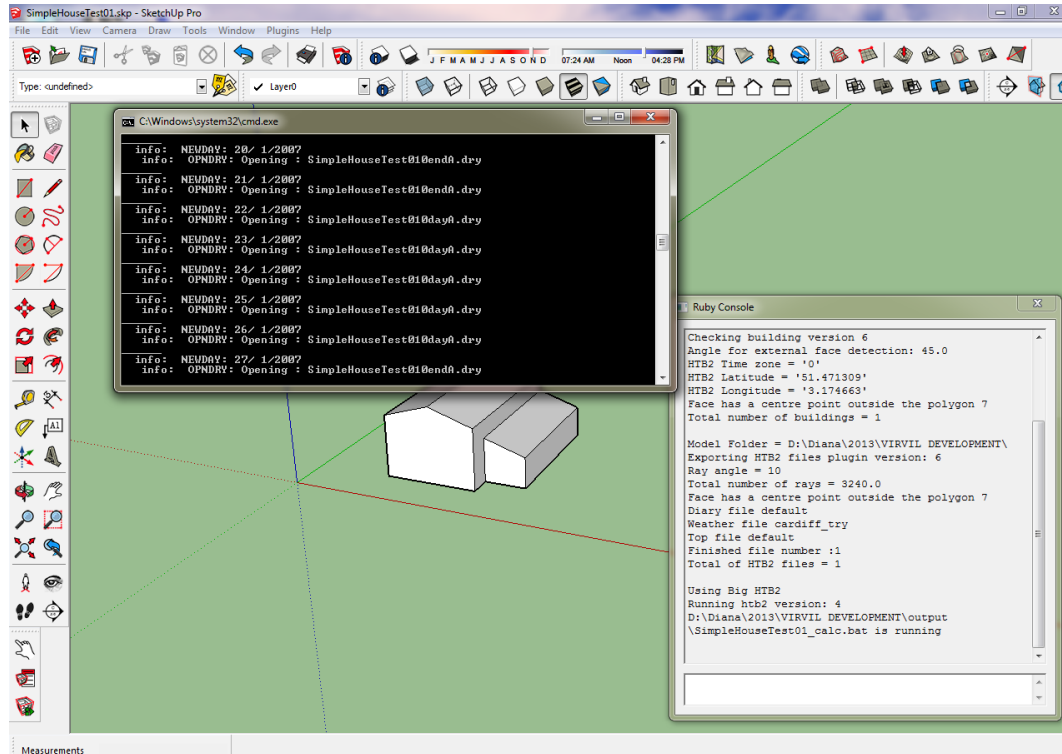 SimpleHouseTest01.skp - SketchUp Pro
File Edit View Camera Draw Tools Window Plugins Help
J F M A M J J A S O N D 07:24 AM Noon 04:28 PM
Type: <undefined>
Layer0
C:\Windows\system32\cmd.exe
info: NEWDAY: 20/ 1/2007
info: OPNDRY: Opening : SimpleHouseTest010endA.dry
info: NEWDAY: 21/ 1/2007
info: OPNDRY: Opening : SimpleHouseTest010endA.dry
info: NEWDAY: 22/ 1/2007
info: OPNDRY: Opening : SimpleHouseTest010dayA.dry
info: NEWDAY: 23/ 1/2007
info: OPNDRY: Opening : SimpleHouseTest010dayA.dry
info: NEWDAY: 24/ 1/2007
info: OPNDRY: Opening : SimpleHouseTest010dayA.dry
info: NEWDAY: 25/ 1/2007
info: OPNDRY: Opening : SimpleHouseTest010dayA.dry
info: NEWDAY: 26/ 1/2007
info: OPNDRY: Opening : SimpleHouseTest010dayA.dry
info: NEWDAY: 27/ 1/2007
info: OPNDRY: Opening : SimpleHouseTest010endA.dry
Ruby Console
Checking building version 6
Angle for external face detection: 45.0
HTB2 Time zone = '0'
HTB2 Latitude = '51.471309'
HTB2 Longitude = '3.174663'
Face has a centre point outside the polygon 7
Total number of buildings = 1
Model Folder = D:\Diana\2013\VIRVIL DEVELOPMENT\
Exporting HTB2 files plugin version: 6
Ray angle = 10
Total number of rays = 3240.0
Face has a centre point outside the polygon 7
Diary file default
Weather file cardiff_try
Top file default
Finished file number :1
Total of HTB2 files = 1
Using Big HTB2
Running htb2 version: 4
D:\Diana\2013\VIRVIL DEVELOPMENT\output
\SimpleHouseTest01_calc.bat is running
A1
Measurements